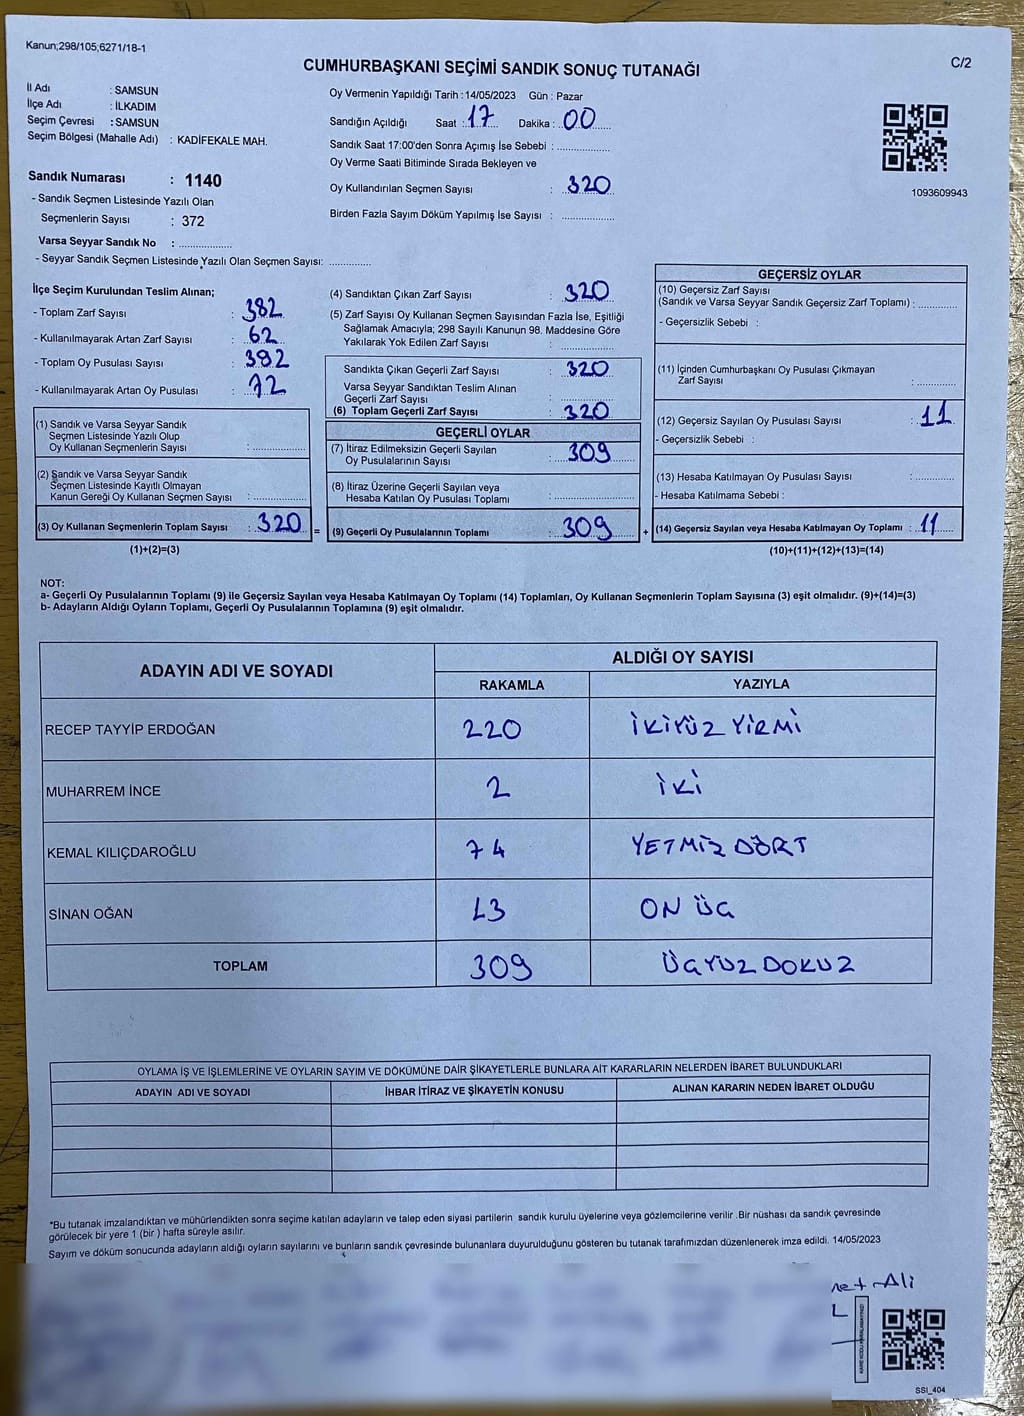 Kanun;298/105;6271/18-1
C/2
CUMHURBAŞKANI SEÇİMİ SANDIK SONUÇ TUTANAĞI
İl Adı : SAMSUN
İlçe Adı : İLKADIM
Seçim Çevresi : SAMSUN
Seçim Bölgesi (Mahalle Adı) : KADİFEKALE MAH.
Sandık Numarası : 1140
- Sandık Seçmen Listesinde Yazılı Olan
Seçmenlerin Sayısı : 372
Varsa Seyyar Sandık No : ....................
- Seyyar Sandık Seçmen Listesinde Yazılı Olan Seçmen Sayısı: ................
Oy Vermenin Yapıldığı Tarih :14/05/2023 Gün : Pazar
Sandığın Açıldığı Saat : 17 Dakika : 00
Sandık Saat 17:00'den Sonra Açımış İse Sebebi : ....................
Oy Verme Saati Bitiminde Sırada Bekleyen ve
Oy Kullandırılan Seçmen Sayısı : 320
Birden Fazla Sayım Döküm Yapılmış İse Sayısı : ....................
1093609943
İlçe Seçim Kurulundan Teslim Alınan;
- Toplam Zarf Sayısı : 382
- Kullanılmayarak Artan Zarf Sayısı : 62
- Toplam Oy Pusulası Sayısı : 392
- Kullanılmayarak Artan Oy Pusulası : 72
(1) Sandık ve Varsa Seyyar Sandık
Seçmen Listesinde Yazılı Olup
Oy Kullanan Seçmenlerin Sayısı : ....................
(2) Sandık ve Varsa Seyyar Sandık
Seçmen Listesinde Kayıtlı Olmayan
Kanun Gereği Oy Kullanan Seçmen Sayısı : ....................
(3) Oy Kullanan Seçmenlerin Toplam Sayısı : 320 =
(1)+(2)=(3)
(4) Sandıktan Çıkan Zarf Sayısı : 320
(5) Zarf Sayısı Oy Kullanan Seçmen Sayısından Fazla İse, Eşitliği
Sağlamak Amacıyla; 298 Sayılı Kanunun 98. Maddesine Göre
Yakılarak Yok Edilen Zarf Sayısı : ....................
Sandıkta Çıkan Geçerli Zarf Sayısı : 320
Varsa Seyyar Sandıktan Teslim Alınan
Geçerli Zarf Sayısı : ....................
(6) Toplam Geçerli Zarf Sayısı : 320
GEÇERLİ OYLAR
(7) İtiraz Edilmeksizin Geçerli Sayılan
Oy Pusulalarının Sayısı : 309
(8) İtiraz Üzerine Geçerli Sayılan veya
Hesaba Katılan Oy Pusulası Toplamı : ....................
(9) Geçerli Oy Pusulalarının Toplamı : 309 +
GEÇERSİZ OYLAR
(10) Geçersiz Zarf Sayısı
(Sandık ve Varsa Seyyar Sandık Geçersiz Zarf Toplamı) : ....................
- Geçersizlik Sebebi :
(11) İçinden Cumhurbaşkanı Oy Pusulası Çıkmayan
Zarf Sayısı : ....................
(12) Geçersiz Sayılan Oy Pusulası Sayısı : 11
- Geçersizlik Sebebi :
(13) Hesaba Katılmayan Oy Pusulası Sayısı : ....................
- Hesaba Katılmama Sebebi :
(14) Geçersiz Sayılan veya Hesaba Katılmayan Oy Toplamı : 11
(10)+(11)+(12)+(13)=(14)
NOT:
a- Geçerli Oy Pusulalarının Toplamı (9) ile Geçersiz Sayılan veya Hesaba Katılmayan Oy Toplamı (14) Toplamları, Oy Kullanan Seçmenlerin Toplam Sayısına (3) eşit olmalıdır. (9)+(14)=(3)
b- Adayların Aldığı Oyların Toplamı, Geçerli Oy Pusulalarının Toplamına (9) eşit olmalıdır.
ADAYIN ADI VE SOYADI ALDIĞI OY SAYISI
RAKAMLA YAZIYLA
RECEP TAYYİP ERDOĞAN 220 İKİYÜZ YİRMİ
MUHARREM İNCE 2 İKİ
KEMAL KILIÇDAROĞLU 74 YETMİZ DÖRT
SİNAN OĞAN 13 ON ÜÇ
TOPLAM 309 ÜÇYÜZ DOKUZ
OYLAMA İŞ VE İŞLEMLERİNE VE OYLARIN SAYIM VE DÖKÜMÜNE DAİR ŞİKAYETLERLE BUNLARA AİT KARARLARIN NELERDEN İBARET BULUNDUKLARI
ADAYIN ADI VE SOYADI İHBAR İTİRAZ VE ŞİKAYETİN KONUSU ALINAN KARARIN NEDEN İBARET OLDUĞU
*Bu tutanak imzalandıktan ve mühürlendikten sonra seçime katılan adayların ve talep eden siyasi partilerin sandık kurulu üyelerine veya gözlemcilerine verilir .Bir nüshası da sandık çevresinde
görülecek bir yere 1 (bir ) hafta süreyle asılır.
Sayım ve döküm sonucunda adayların aldığı oyların sayılarını ve bunların sandık çevresinde bulunanlara duyurulduğunu gösteren bu tutanak tarafımızdan düzenlenerek imza edildi. 14/05/2023
Ali
SSI_404